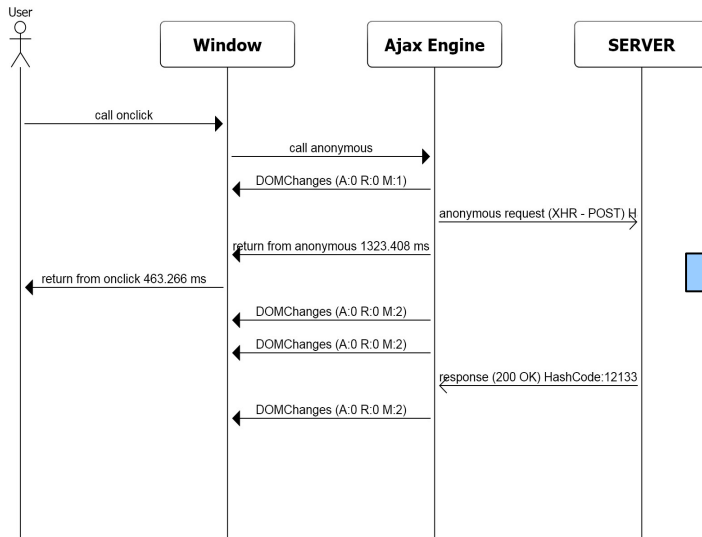 User
Window
Ajax Engine
SERVER
call onclick
call anonymous
DOMChanges (A:0 R:0 M:1)
anonymous request (XHR - POST) H
return from anonymous 1323.408 ms
return from onclick 463.266 ms
DOMChanges (A:0 R:0 M:2)
DOMChanges (A:0 R:0 M:2)
response (200 OK) HashCode:12133
DOMChanges (A:0 R:0 M:2)